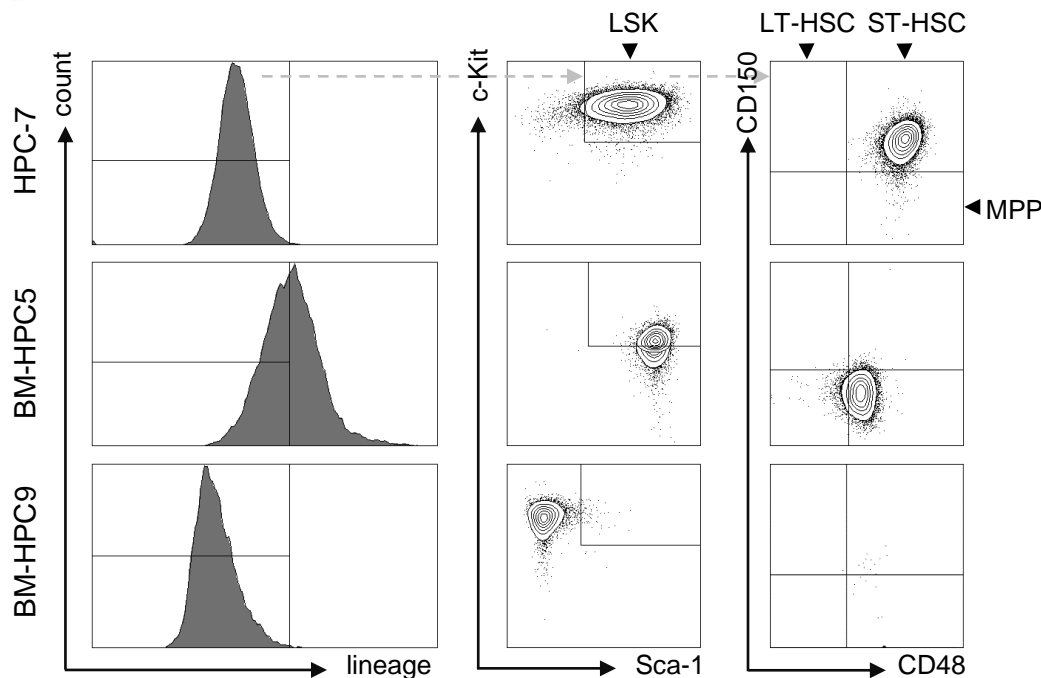 LSK
LT-HSC
ST-HSC
count
c-Kit
CD150
HPC-7
MPP
BM-HPC5
BM-HPC9
lineage
Sca-1
CD48